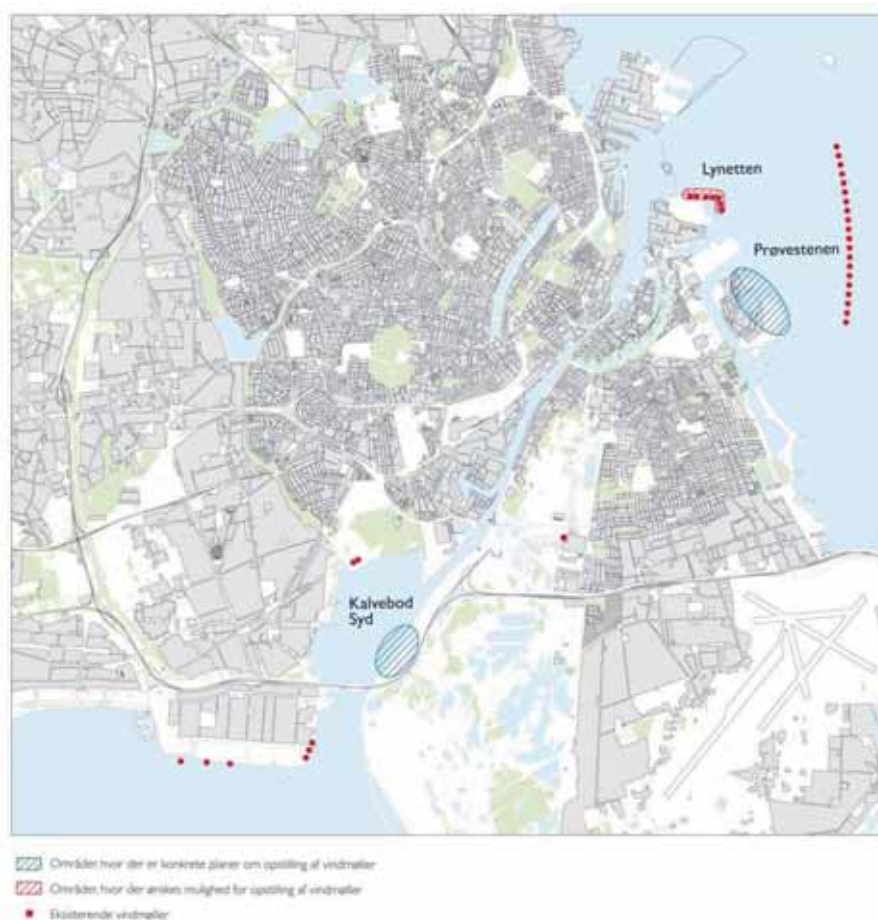 Lynetten
Prøvestenen
Kalvebod
Syd
Områder, hvor der er konkrete planer om opstilling af vindmøller
Områder, hvor der ønskes mulighed for opstilling af vindmøller
Eksisterende vindmøller